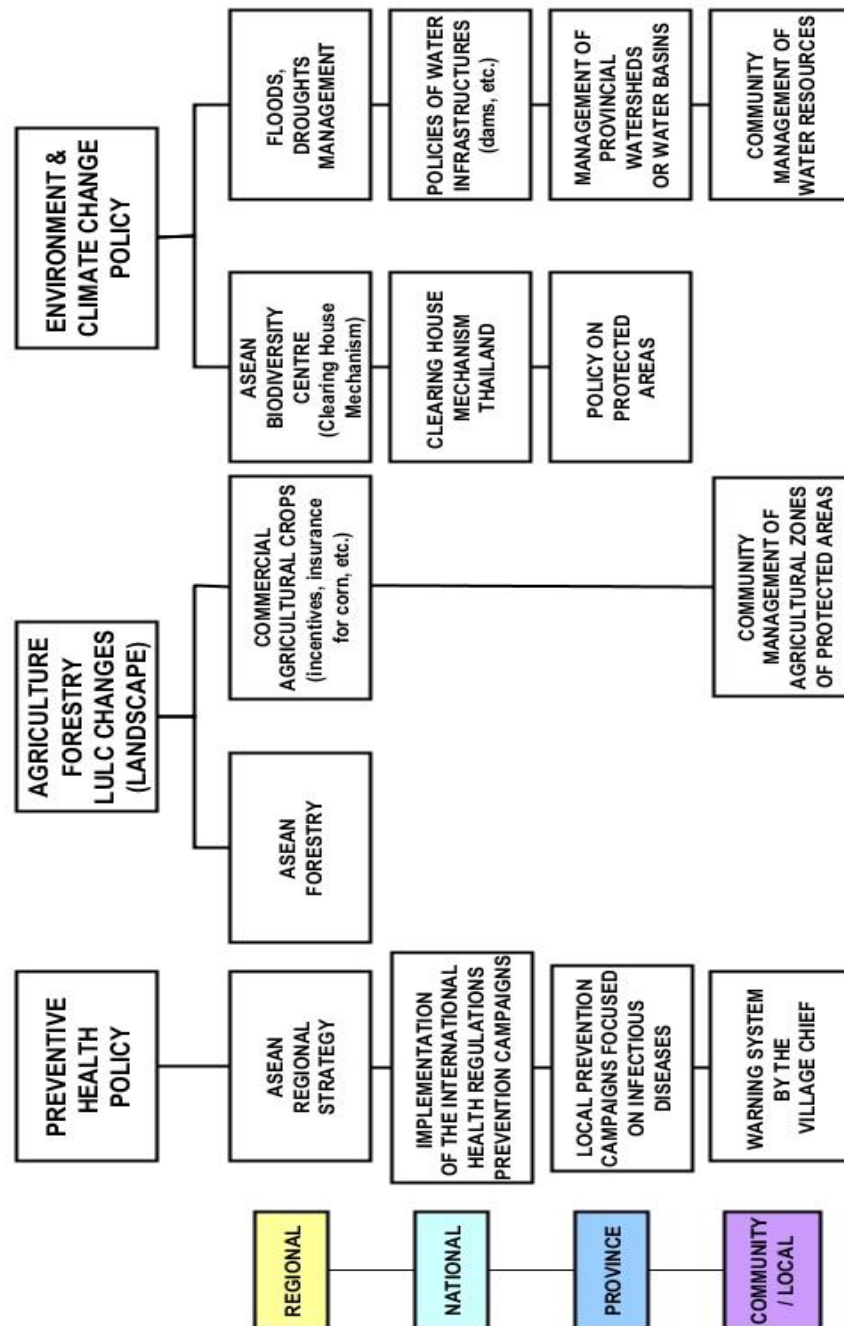 PREVENTIVE
HEALTH
POLICY
AGRICULTURE
FORESTRY
LULC CHANGES
(LANDSCAPE)
ENVIRONMENT &
CLIMATE CHANGE
POLICY
REGIONAL
ASEAN
REGIONAL
STRATEGY
ASEAN
FORESTRY
COMMERCIAL
AGRICULTURAL CROPS
(incentives, insurance
for corn, etc.)
ASEAN
BIODIVERSITY
CENTRE
(Clearing House
Mechanism)
FLOODS,
DROUGHTS
MANAGEMENT
NATIONAL
IMPLEMENTATION
OF THE INTERNATIONAL
HEALTH REGULATIONS
PREVENTION CAMPAIGNS
CLEARING HOUSE
MECHANISM
THAILAND
POLICIES OF WATER
INFRASTRUCTURES
(dams, etc.)
PROVINCE
LOCAL PREVENTION
CAMPAIGNS FOCUSED
ON INFECTIOUS
DISEASES
POLICY ON
PROTECTED
AREAS
MANAGEMENT OF
PROVINCIAL
WATERSHEDS
OR WATER BASINS
COMMUNITY
/ LOCAL
WARNING SYSTEM
BY THE
VILLAGE CHIEF
COMMUNITY
MANAGEMENT OF
AGRICULTURAL ZONES
OF PROTECTED AREAS
COMMUNITY
MANAGEMENT OF
WATER RESOURCES